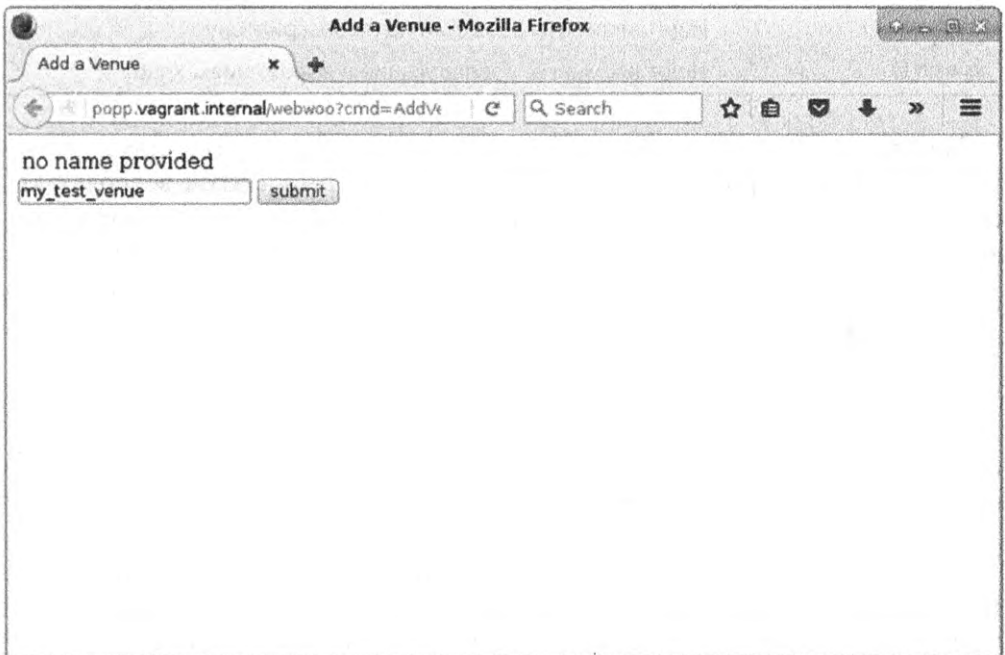 Add a Venue - Mozilla Firefox
Add a Venue
popp.vagrant.internal/webwoo?cmd=AddVe
Search
no name provided
my_test_venue submit